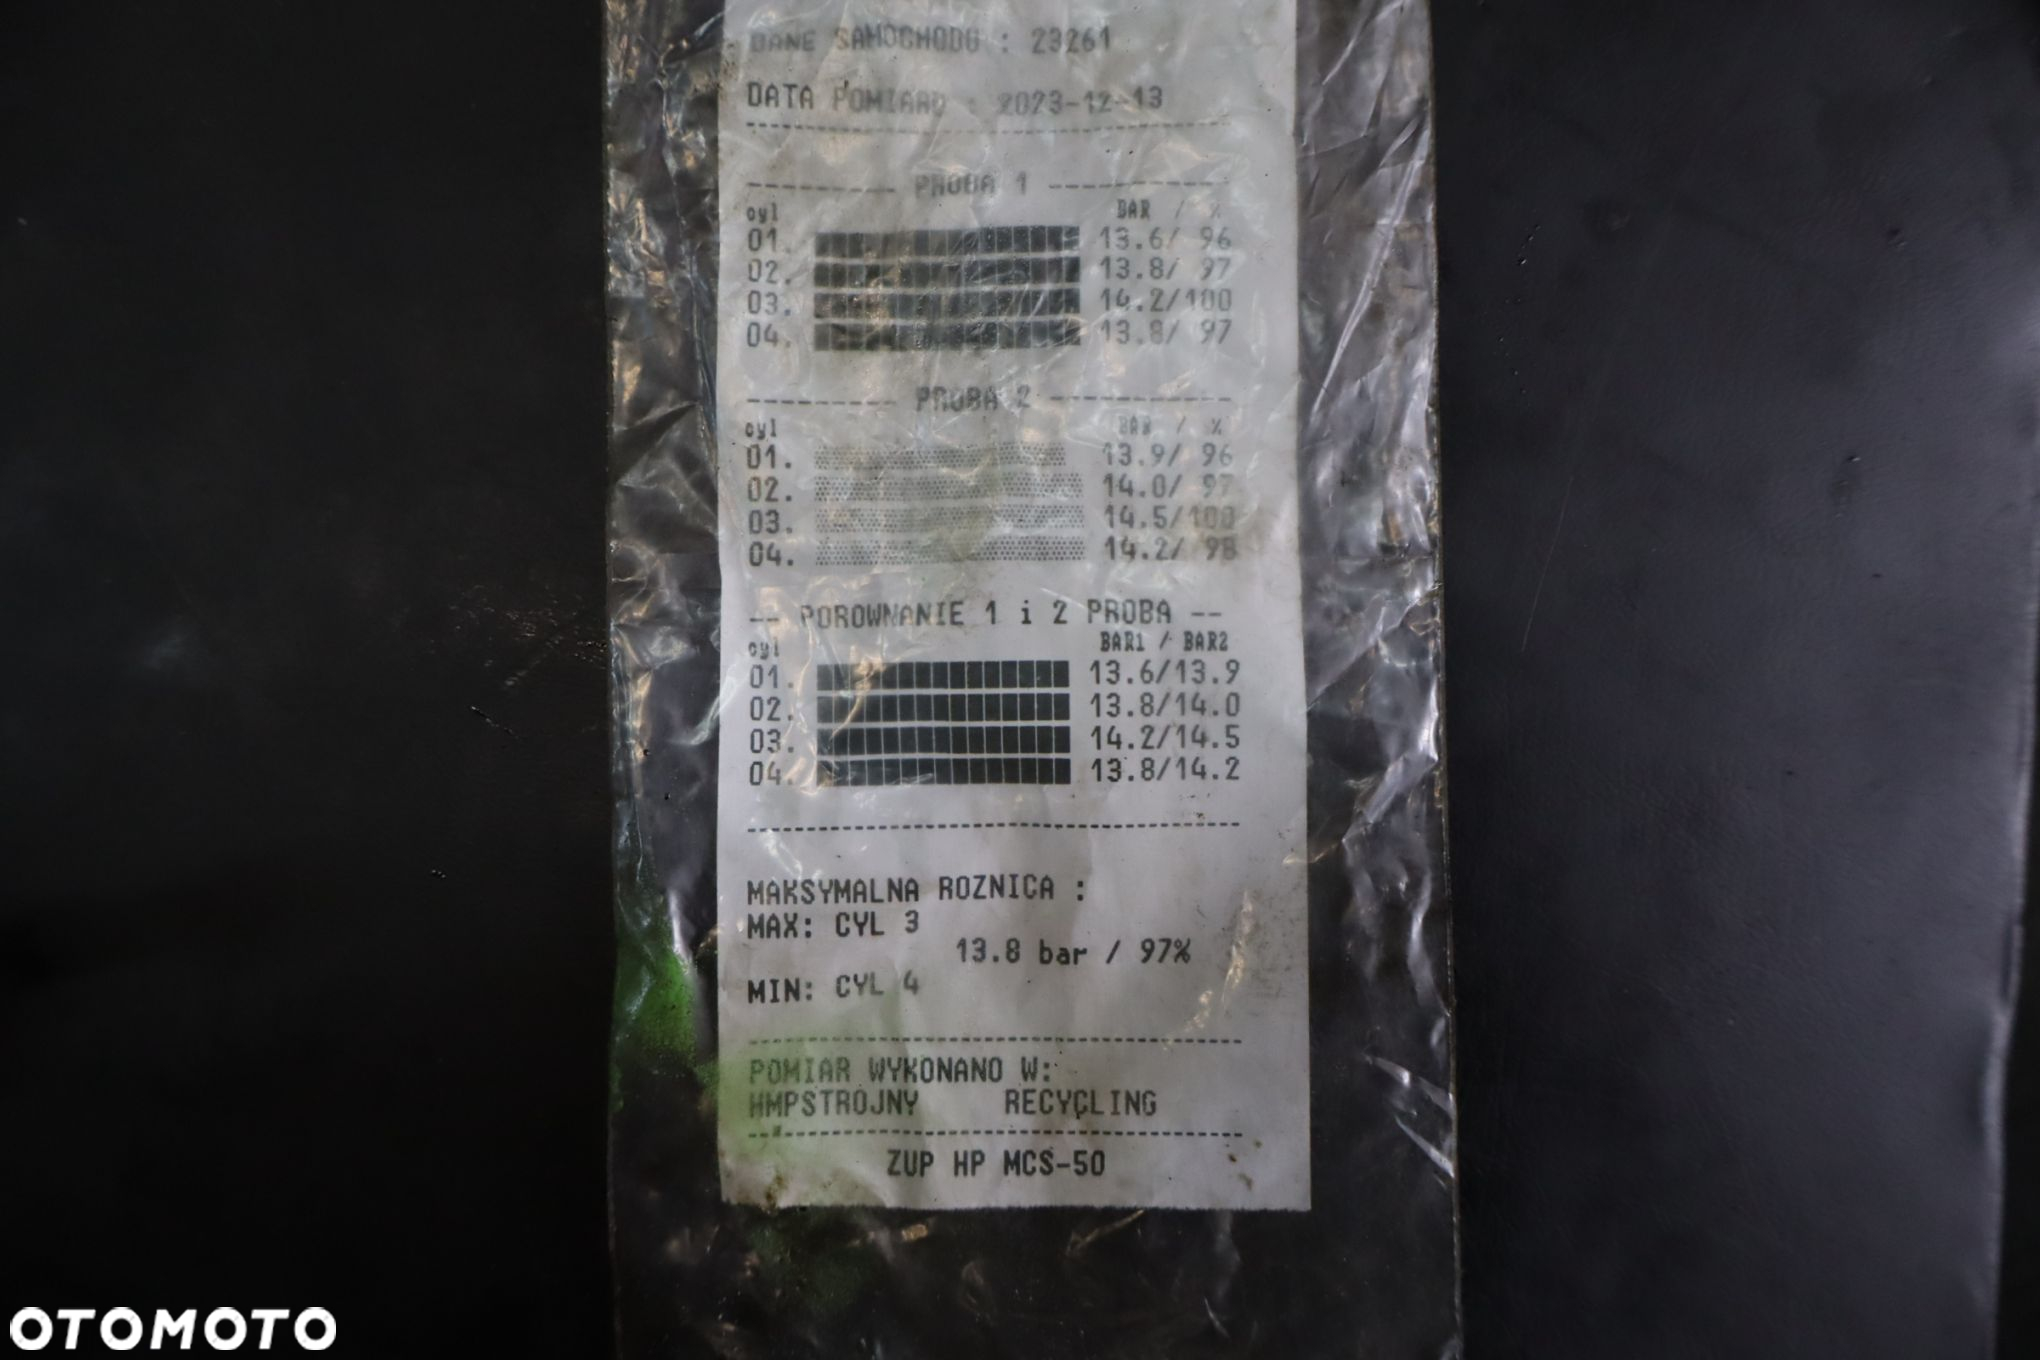 DANE SAMOCHODU : 23261
DATA POMIARU : 2023-12-13
--------- PROBA 1 -----------
cyl BAR / %
01. 13.6/ 96
02. 13.8/ 97
03. 14.2/100
04. 13.8/ 97
--------- PROBA 2 -----------
cyl BAR / %
01. 13.9/ 96
02. 14.0/ 97
03. 14.5/100
04. 14.2/ 98
-- POROWNANIE 1 i 2 PROBA --
cyl BAR1 / BAR2
01. 13.6/13.9
02. 13.8/14.0
03. 14.2/14.5
04. 13.8/14.2
MAKSYMALNA ROZNICA :
MAX: CYL 3
13.8 bar / 97%
MIN: CYL 4
POMIAR WYKONANO W:
HMPSTROJNY RECYCLING
ZUP HP MCS-50
OTOMOTO